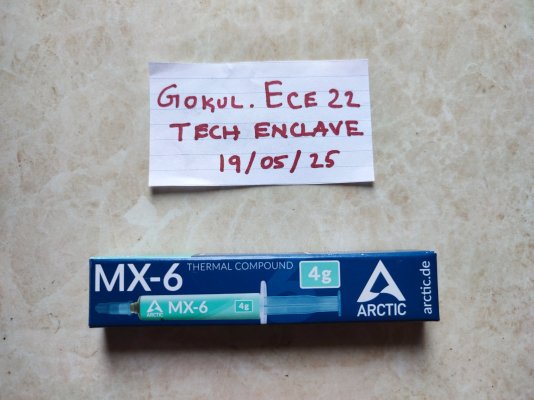 GOKUL. ECE 22
TECH ENCLAVE
19/05/25
MX-6 THERMAL COMPOUND 4g
ARCTIC MX-6 4g
ARCTIC
arctic.de